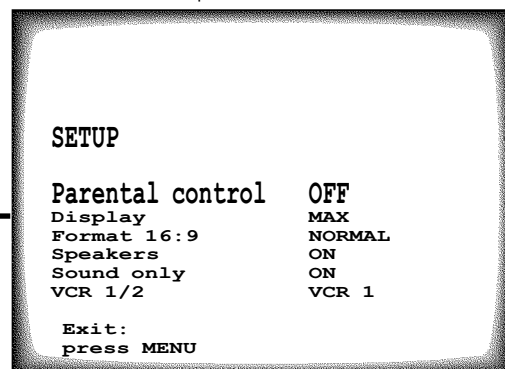 SETUP
Parental control OFF
Display MAX
Format 16:9 NORMAL
Speakers ON
Sound only ON
VCR 1/2 VCR 1
Exit:
press MENU